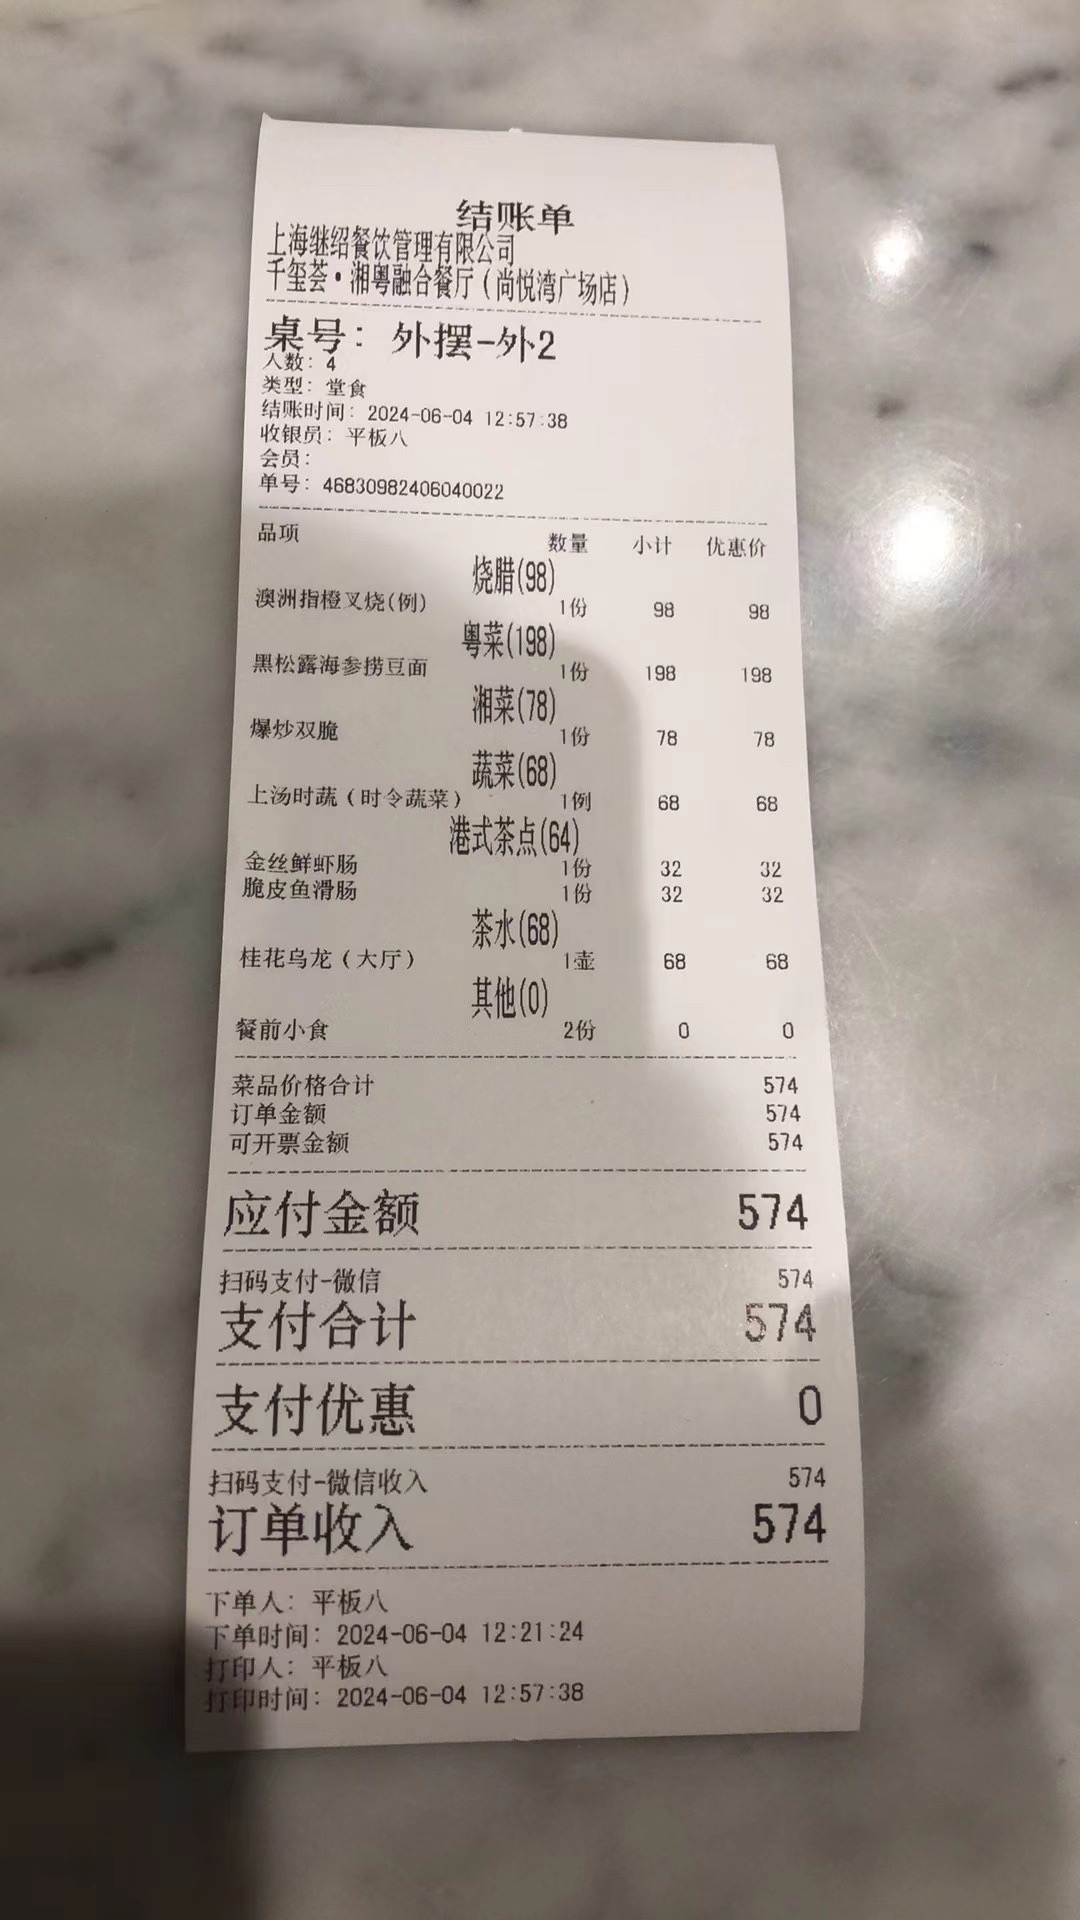 结账单
上海继绍餐饮管理有限公司
千玺荟·湘粤融合餐厅(尚悦湾广场店)
桌号: 外摆-外2
人数: 4
类型: 堂食
结账时间: 2024-06-04 12:57:38
收银员: 平板八
会员:
单号: 46830982406040022
品项 数量 小计 优惠价
烧腊(98)
澳洲指橙叉烧(例) 1份 98 98
粤菜(198)
黑松露海参捞豆面 1份 198 198
湘菜(78)
爆炒双脆 1份 78 78
蔬菜(68)
上汤时蔬(时令蔬菜) 1例 68 68
港式茶点(64)
金丝鲜虾肠 1份 32 32
脆皮鱼滑肠 1份 32 32
茶水(68)
桂花乌龙(大厅) 1壶 68 68
其他(0)
餐前小食 2份 0 0
菜品价格合计 574
订单金额 574
可开票金额 574
应付金额 574
扫码支付-微信 574
支付合计 574
支付优惠 0
扫码支付-微信收入 574
订单收入 574
下单人: 平板八
下单时间: 2024-06-04 12:21:24
打印人: 平板八
打印时间: 2024-06-04 12:57:38